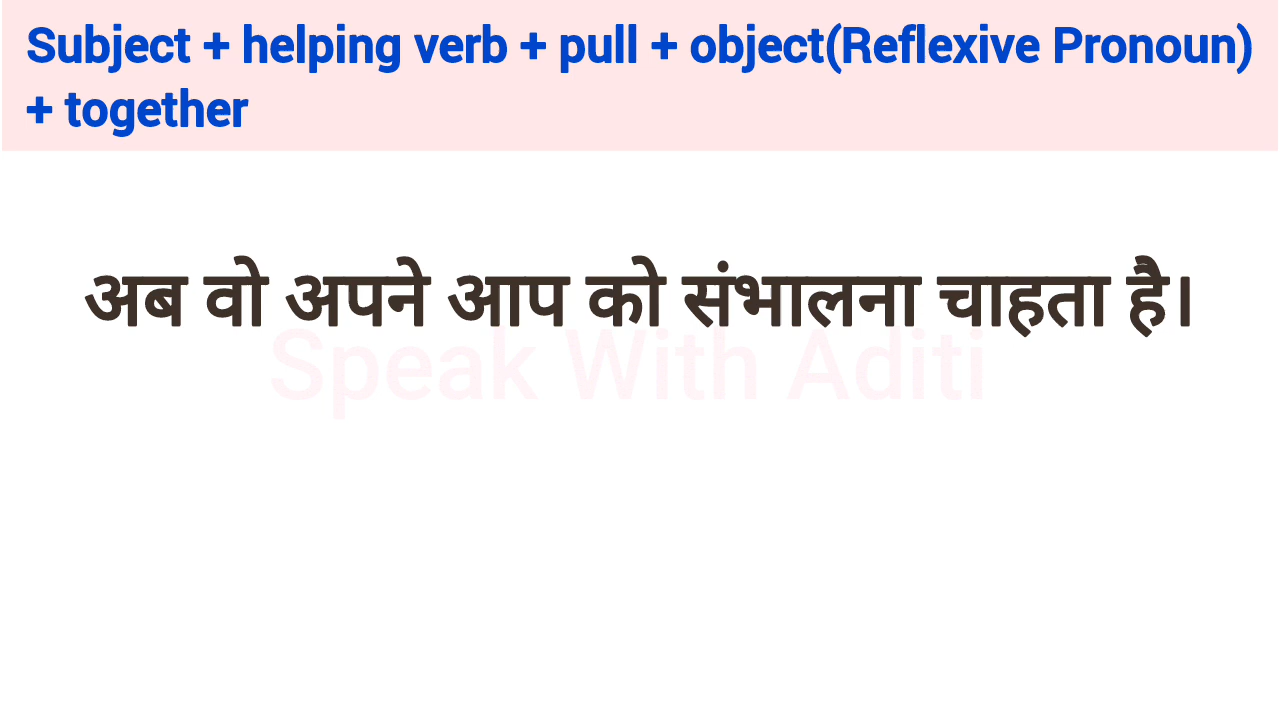 Subject + helping verb + pull + object(Reflexive Pronoun)
+ together
अब वो अपने आप को संभालना चाहता है।
Speak With Aditi